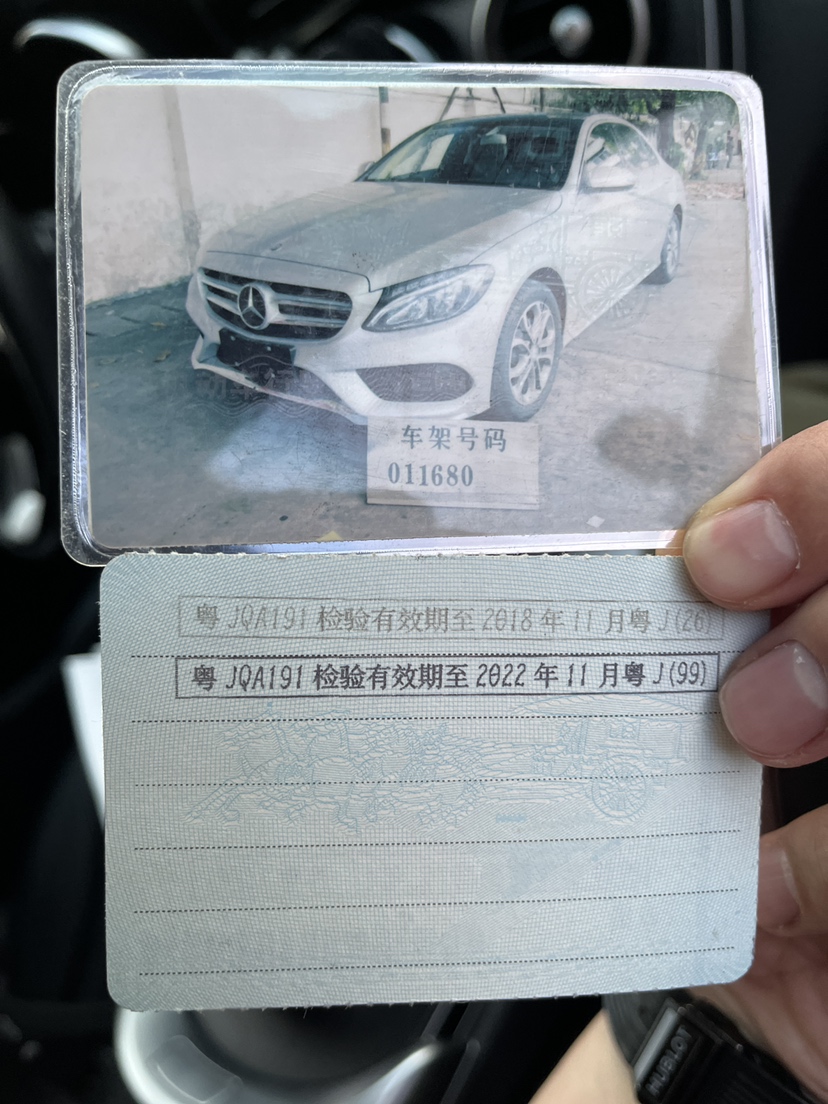 车架号码
011680
粤 JQA191 检验有效期至 2018 年 11 月粤 J(26)
粤 JQA191 检验有效期至 2022 年 11 月粤 J(99)
HUBLOT